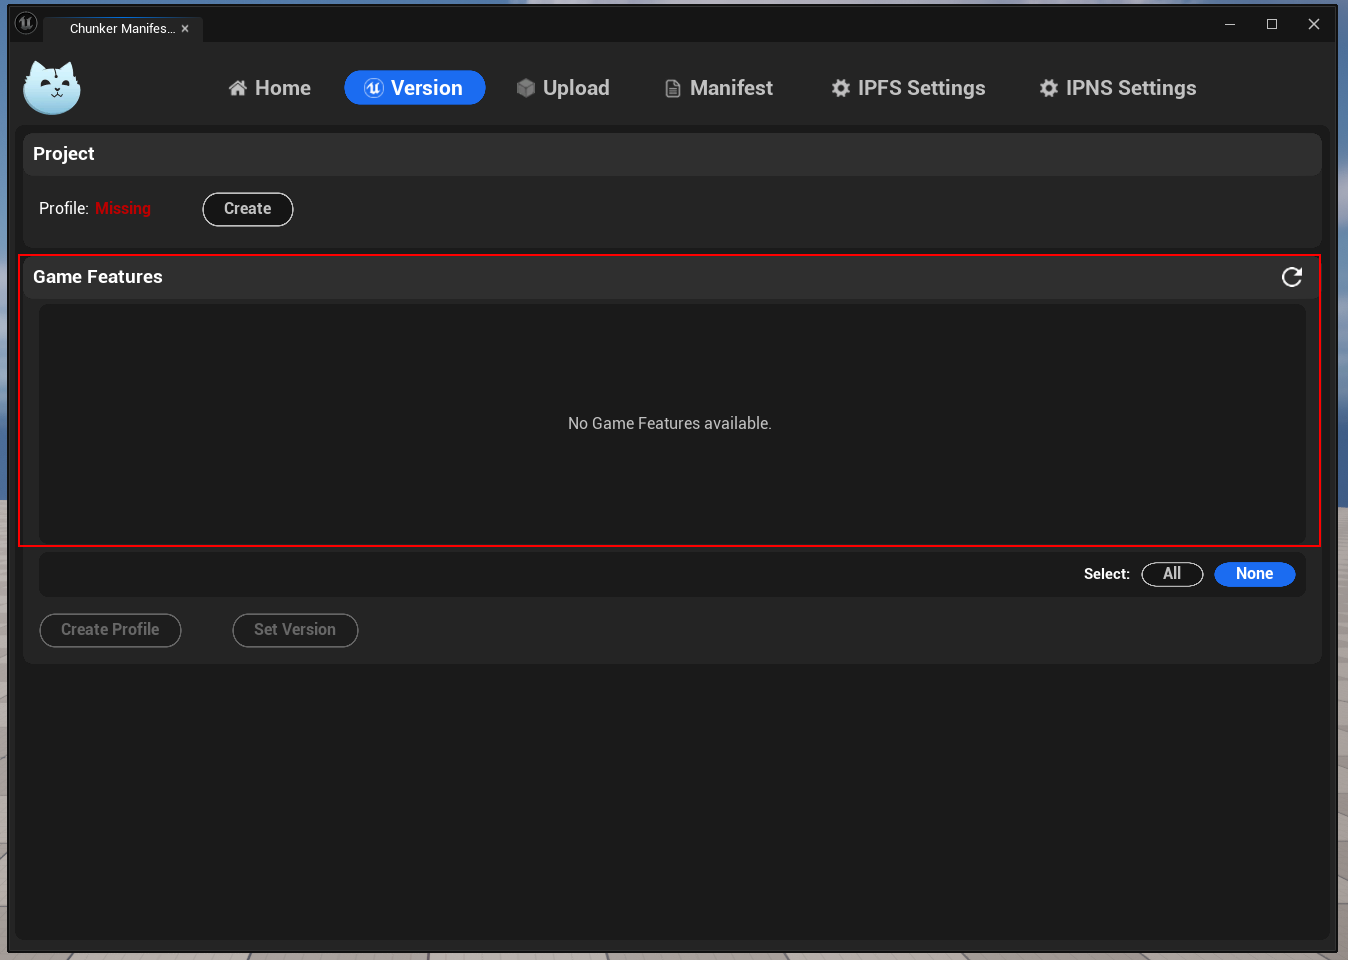 Chunker Manifes...
Home
Version
Upload
Manifest
IPFS Settings
IPNS Settings
Project
Profile: Missing
Create
Game Features
No Game Features available.
Select:
All
None
Create Profile
Set Version